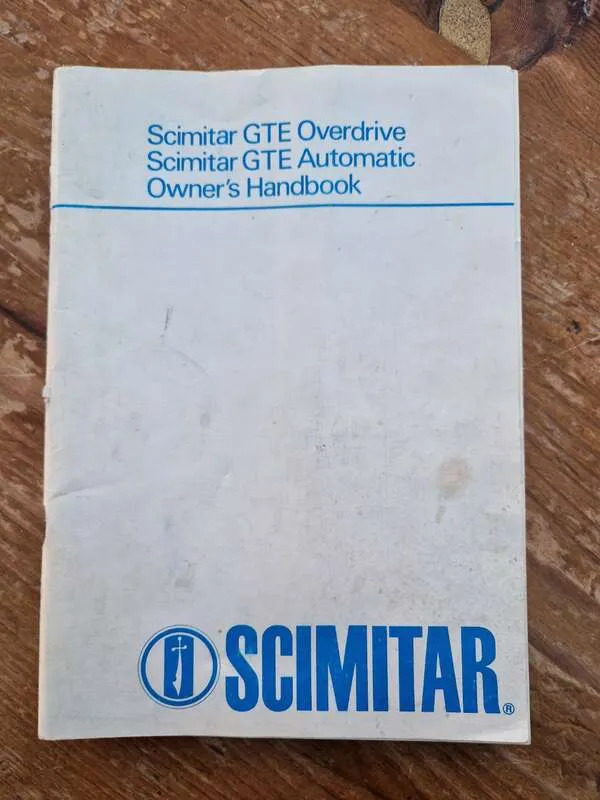 Scimitar GTE Overdrive
Scimitar GTE Automatic
Owner's Handbook
SCIMITAR®